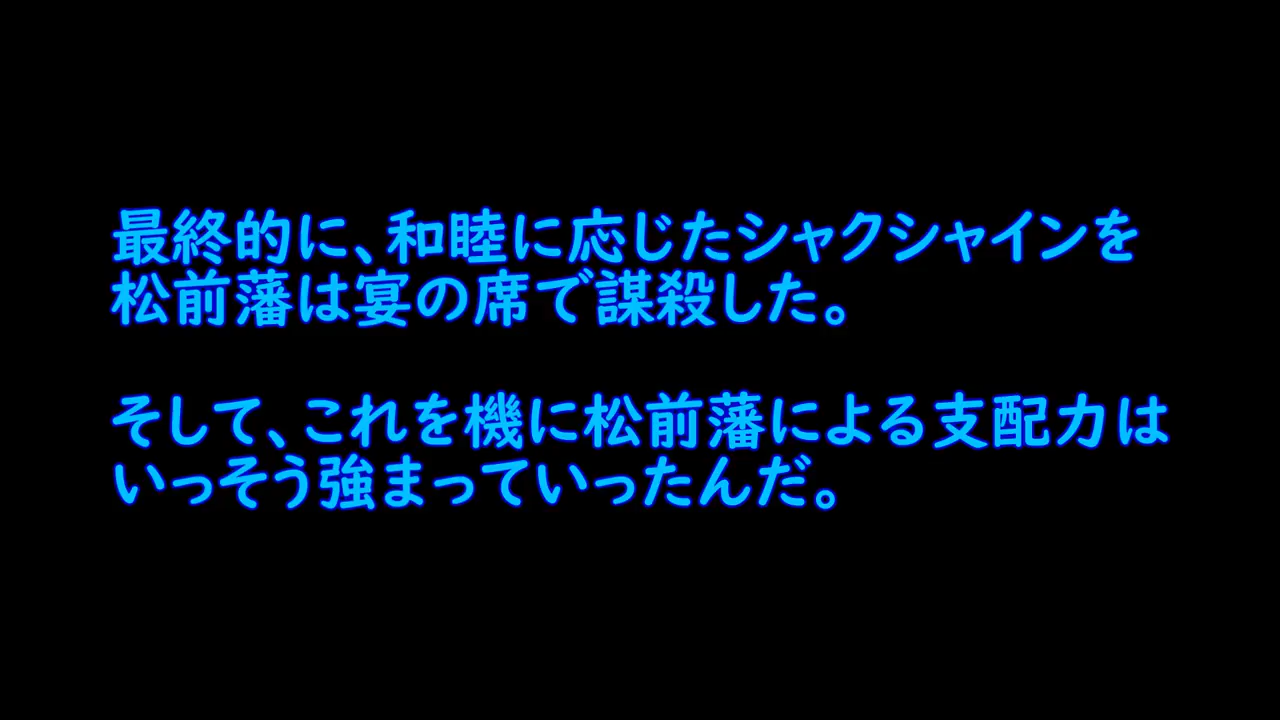 最終的に、和睦に応じたシャクシャインを
松前藩は宴の席で謀殺した。
そして、これを機に松前藩による支配力は
いっそう強まっていったんだ。